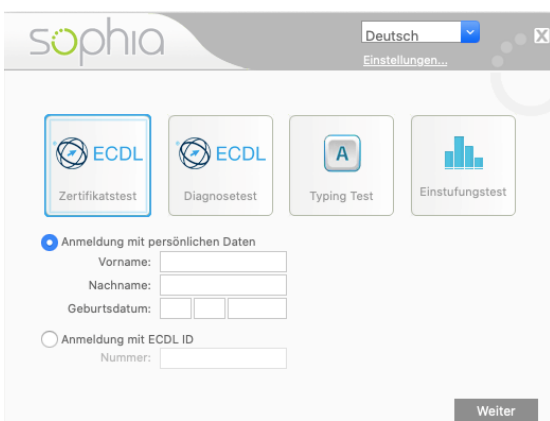 sophia
Deutsch
X
Einstellungen...
ECDL
Zertifikatstest
ECDL
Diagnosetest
A
Typing Test
Einstufungstest
Anmeldung mit persönlichen Daten
Vorname:
Nachname:
Geburtsdatum:
Anmeldung mit ECDL ID
Nummer:
Weiter